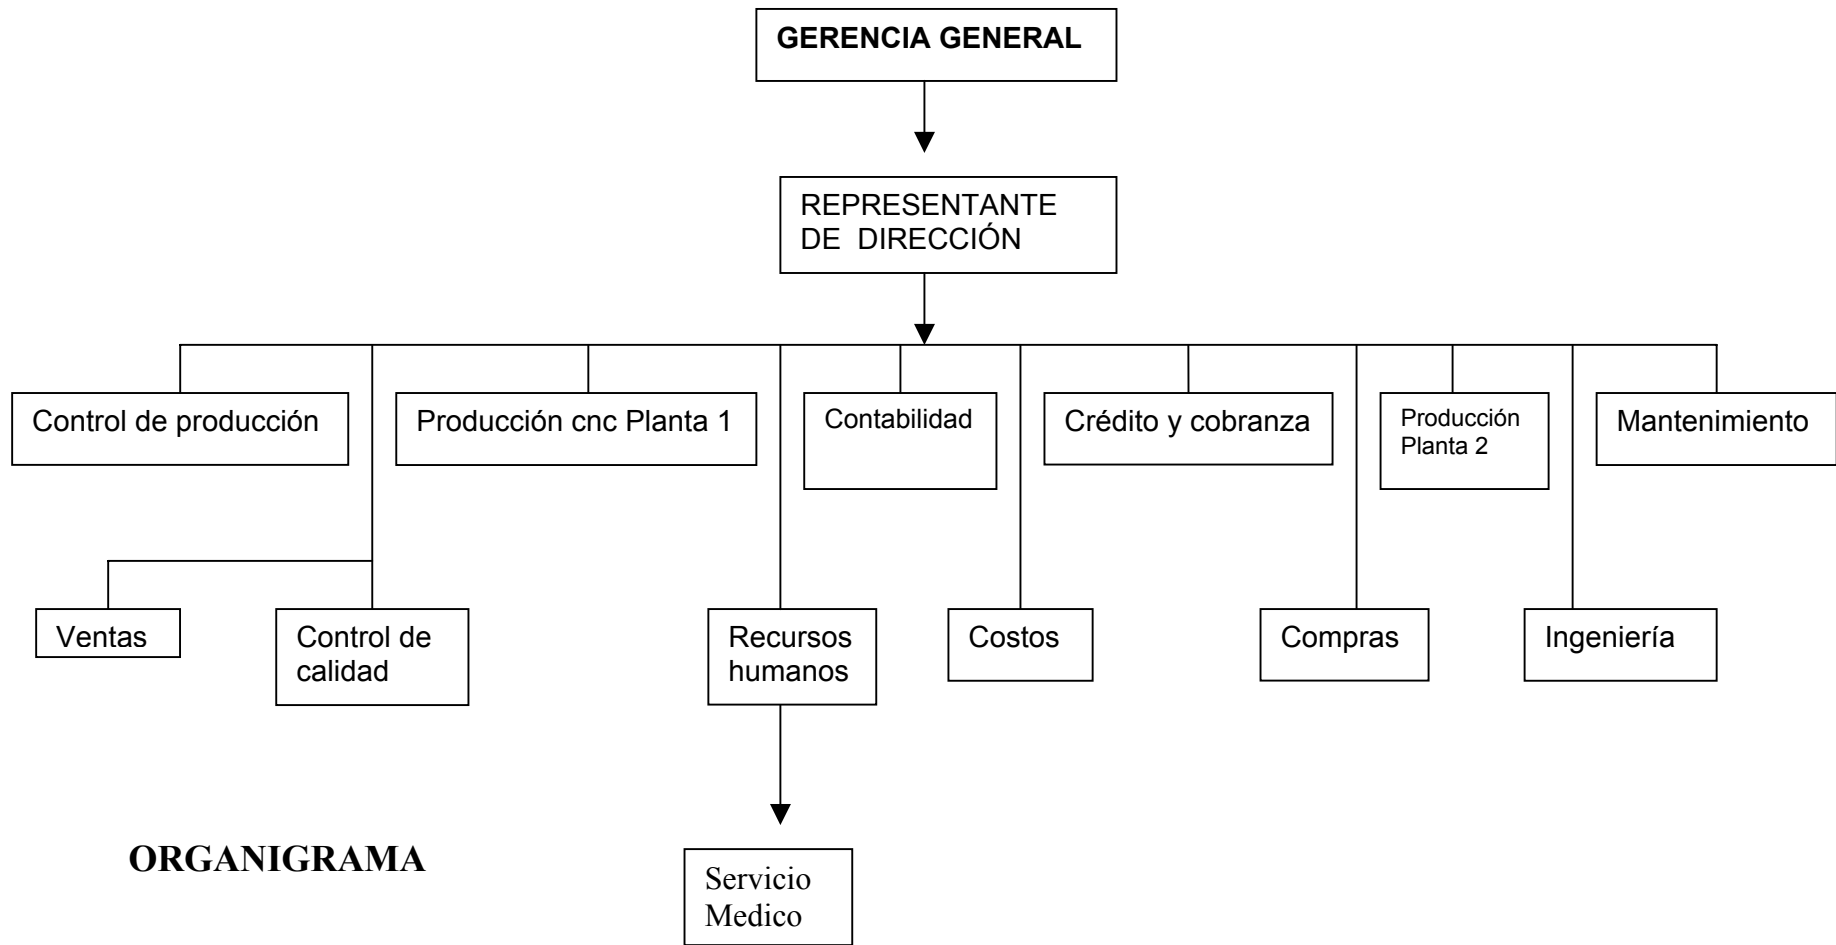 GERENCIA GENERAL
REPRESENTANTE
DE DIRECCIÓN
Control de producción
Producción cnc Planta 1
Contabilidad
Crédito y cobranza
Producción
Planta 2
Mantenimiento
Ventas
Control de
calidad
Recursos
humanos
Costos
Compras
Ingeniería
ORGANIGRAMA
Servicio
Medico